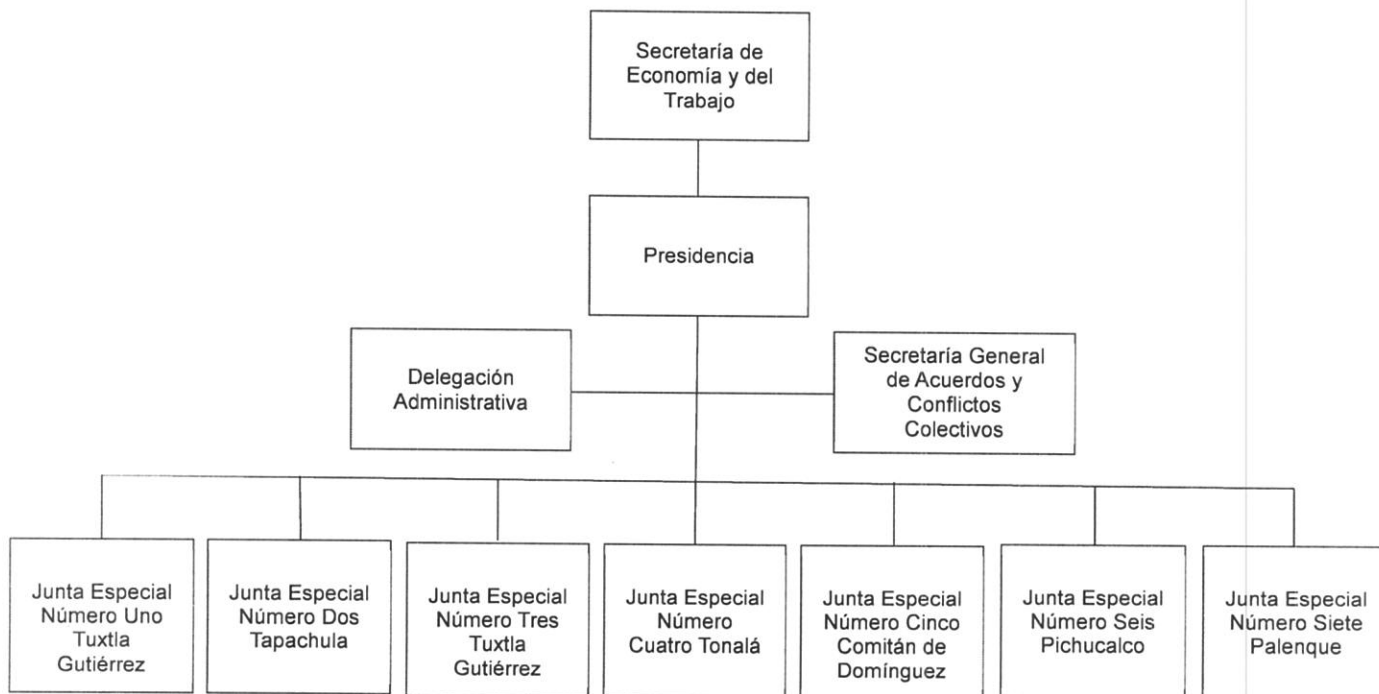 Secretaría de
Economía y del
Trabajo
Presidencia
Delegación
Administrativa
Secretaría General
de Acuerdos y
Conflictos
Colectivos
Junta Especial
Número Uno
Tuxtla
Gutiérrez
Junta Especial
Número Dos
Tapachula
Junta Especial
Número Tres
Tuxtla
Gutiérrez
Junta Especial
Número
Cuatro Tonalá
Junta Especial
Número Cinco
Comitán de
Domínguez
Junta Especial
Número Seis
Pichucalco
Junta Especial
Número Siete
Palenque